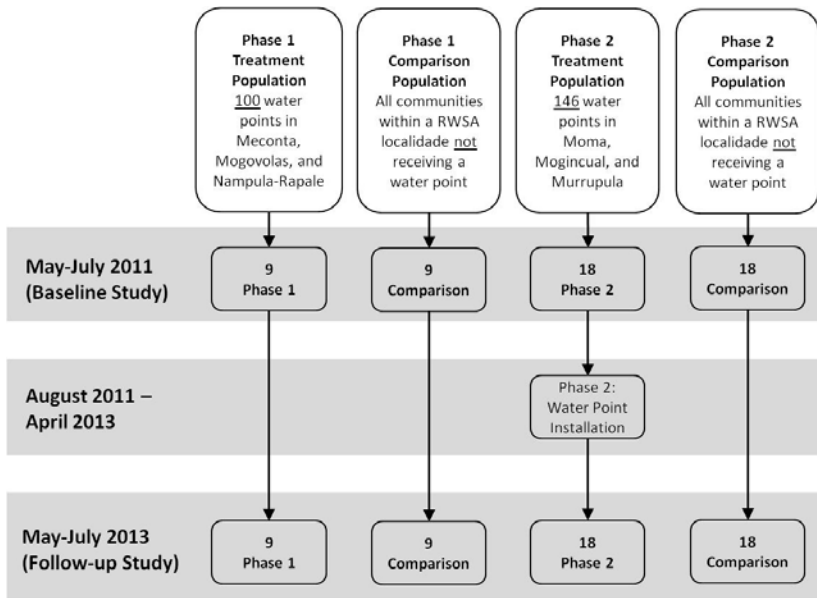 Phase 1
Treatment
Population
100 water
points in
Meconta,
Mogovolas, and
Nampula-Rapale
Phase 1
Comparison
Population
All communities
within a RWSA
localidade not
receiving a
water point
Phase 2
Treatment
Population
146 water
points in
Moma,
Mogincual, and
Murrupula
Phase 2
Comparison
Population
All communities
within a RWSA
localidade not
receiving a
water point
May-July 2011
(Baseline Study)
9
Phase 1
9
Comparison
18
Phase 2
18
Comparison
August 2011 –
April 2013
Phase 2:
Water Point
Installation
May-July 2013
(Follow-up Study)
9
Phase 1
9
Comparison
18
Phase 2
18
Comparison